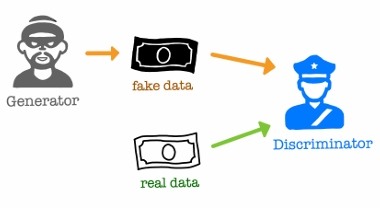 Generator
fake data
real data
Discriminator